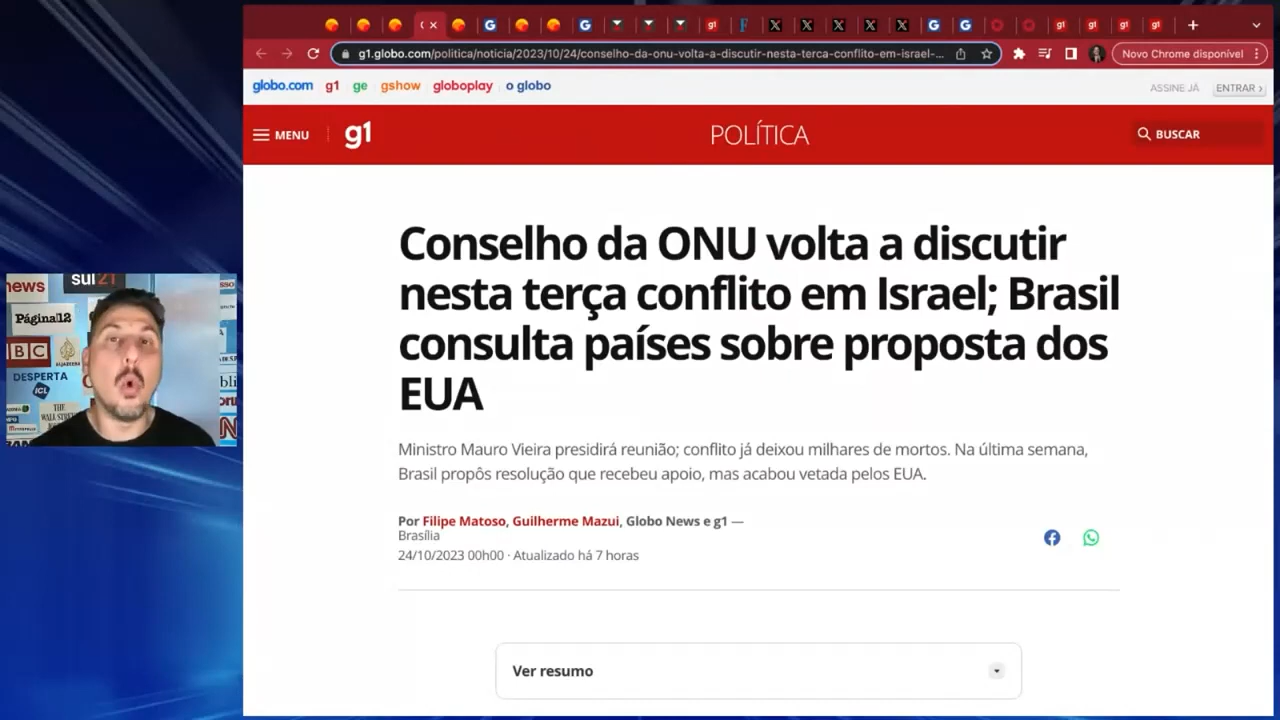 g1.globo.com/politica/noticia/2023/10/24/conselho-da-onu-volta-a-discutir-nesta-terca-conflito-em-israel-...
Novo Chrome disponível
globo.com g1 ge gshow globoplay o globo
ASSINE JÁ
ENTRAR ›
MENU
g1
POLÍTICA
BUSCAR
Conselho da ONU volta a discutir
nesta terça conflito em Israel; Brasil
consulta países sobre proposta dos
EUA
Ministro Mauro Vieira presidirá reunião; conflito já deixou milhares de mortos. Na última semana,
Brasil propôs resolução que recebeu apoio, mas acabou vetada pelos EUA.
Por Filipe Matoso, Guilherme Mazui, Globo News e g1 —
Brasília
24/10/2023 00h00 · Atualizado há 7 horas
Ver resumo
news
sul21
Página12
BBC
DESPERTA
ICL
THE
WALL STREET